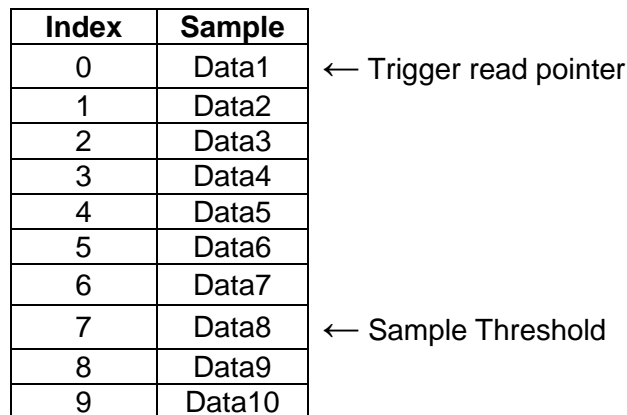 Index Sample
0 Data1 ← Trigger read pointer
1 Data2
2 Data3
3 Data4
4 Data5
5 Data6
6 Data7
7 Data8 ← Sample Threshold
8 Data9
9 Data10